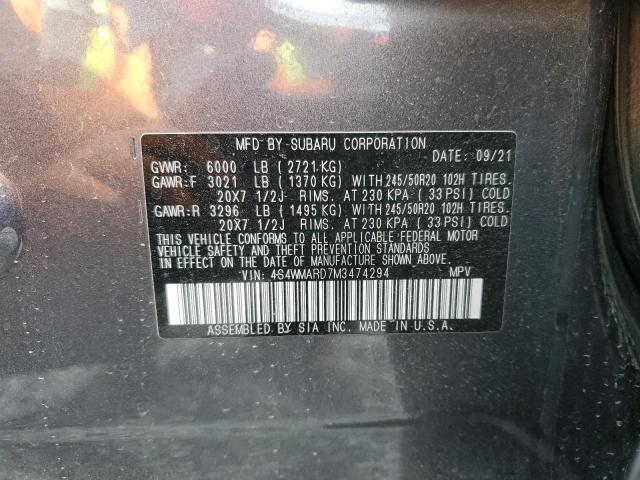 MFD BY SUBARU CORPORATION
DATE: 09/21
GVWR: 6000 LB ( 2721 KG)
GAWR:F 3021 LB ( 1370 KG) WITH 245/50R20 102H TIRES,
20X7 1/2J RIMS, AT 230 KPA ( 33 PSI) COLD
GAWR:R 3296 LB ( 1495 KG) WITH 245/50R20 102H TIRES,
20X7 1/2J RIMS, AT 230 KPA ( 33 PSI) COLD
THIS VEHICLE CONFORMS TO ALL APPLICABLE FEDERAL MOTOR
VEHICLE SAFETY AND THEFT PREVENTION STANDARDS
IN EFFECT ON THE DATE OF MANUFACTURE SHOWN ABOVE.
VIN: 4S4WMARD7M3474294 MPV
ASSEMBLED BY SIA INC. MADE IN U.S.A.